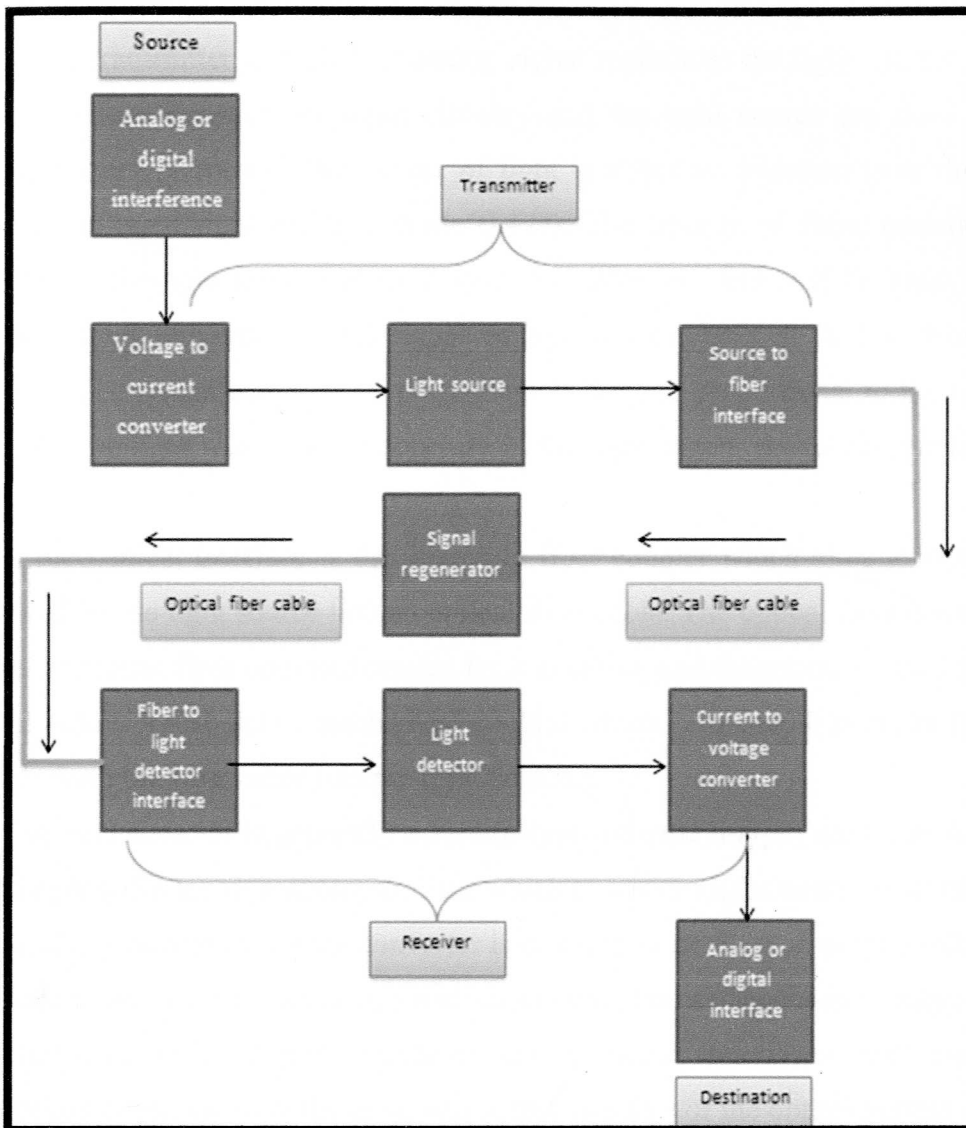 Source
Analog or
digital
interference
Transmitter
Voltage to
current
converter
Light source
Source to
fiber
interface
Signal
regenerator
Optical fiber cable
Optical fiber cable
Fiber to
light
detector
interface
Light
detector
Current to
voltage
converter
Receiver
Analog or
digital
interface
Destination